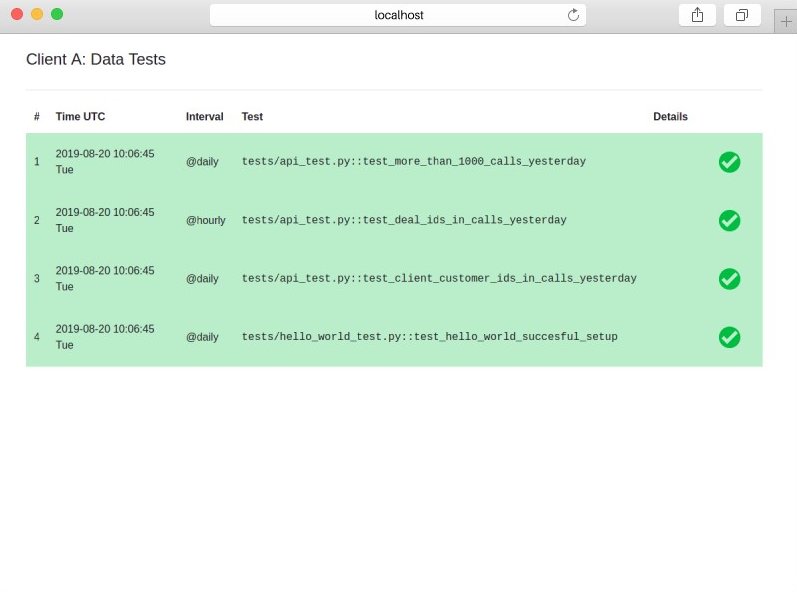 localhost
Client A: Data Tests
# Time UTC Interval Test Details
1 2019-08-20 10:06:45 Tue @daily tests/api_test.py::test_more_than_1000_calls_yesterday
2 2019-08-20 10:06:45 Tue @hourly tests/api_test.py::test_deal_ids_in_calls_yesterday
3 2019-08-20 10:06:45 Tue @daily tests/api_test.py::test_client_customer_ids_in_calls_yesterday
4 2019-08-20 10:06:45 Tue @daily tests/hello_world_test.py::test_hello_world_succesful_setup